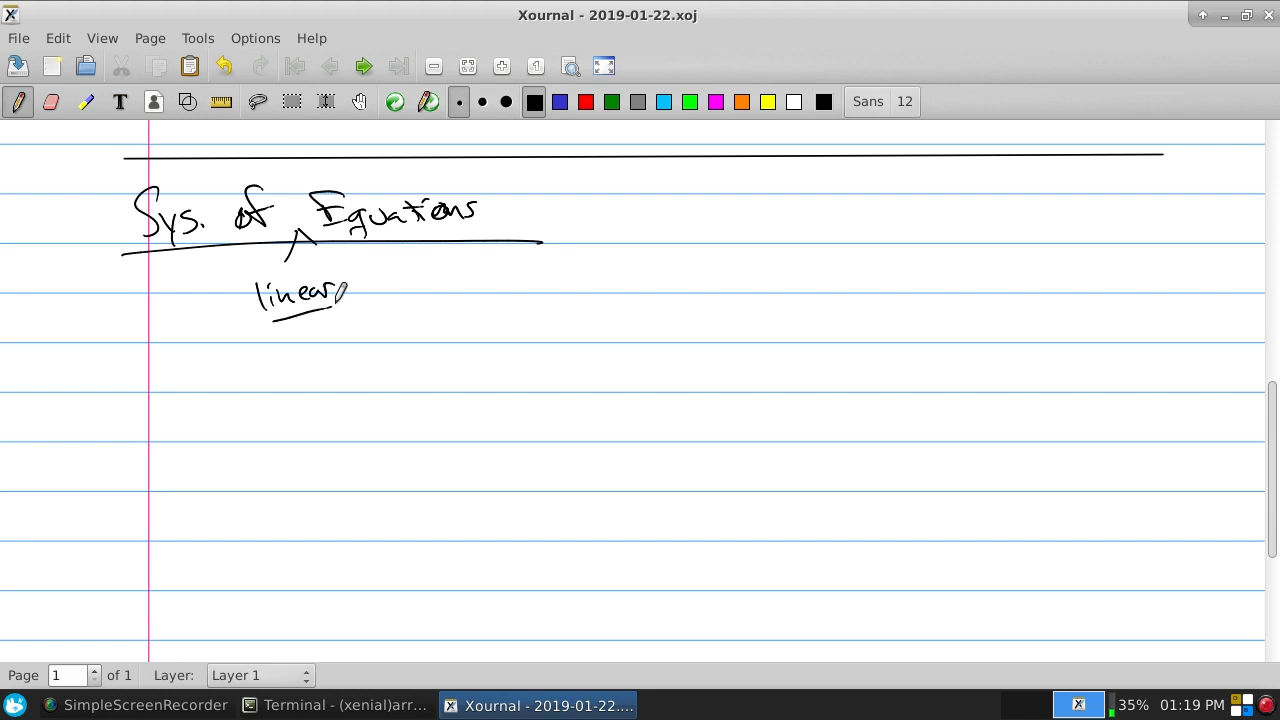 Xournal - 2019-01-22.xoj
File Edit View Page Tools Options Help
Sans 12
Sys. of Equations
linear
Page 1 of 1 Layer: Layer 1
SimpleScreenRecorder Terminal - (xenial)arr... Xournal - 2019-01-22.... 35% 01:19 PM